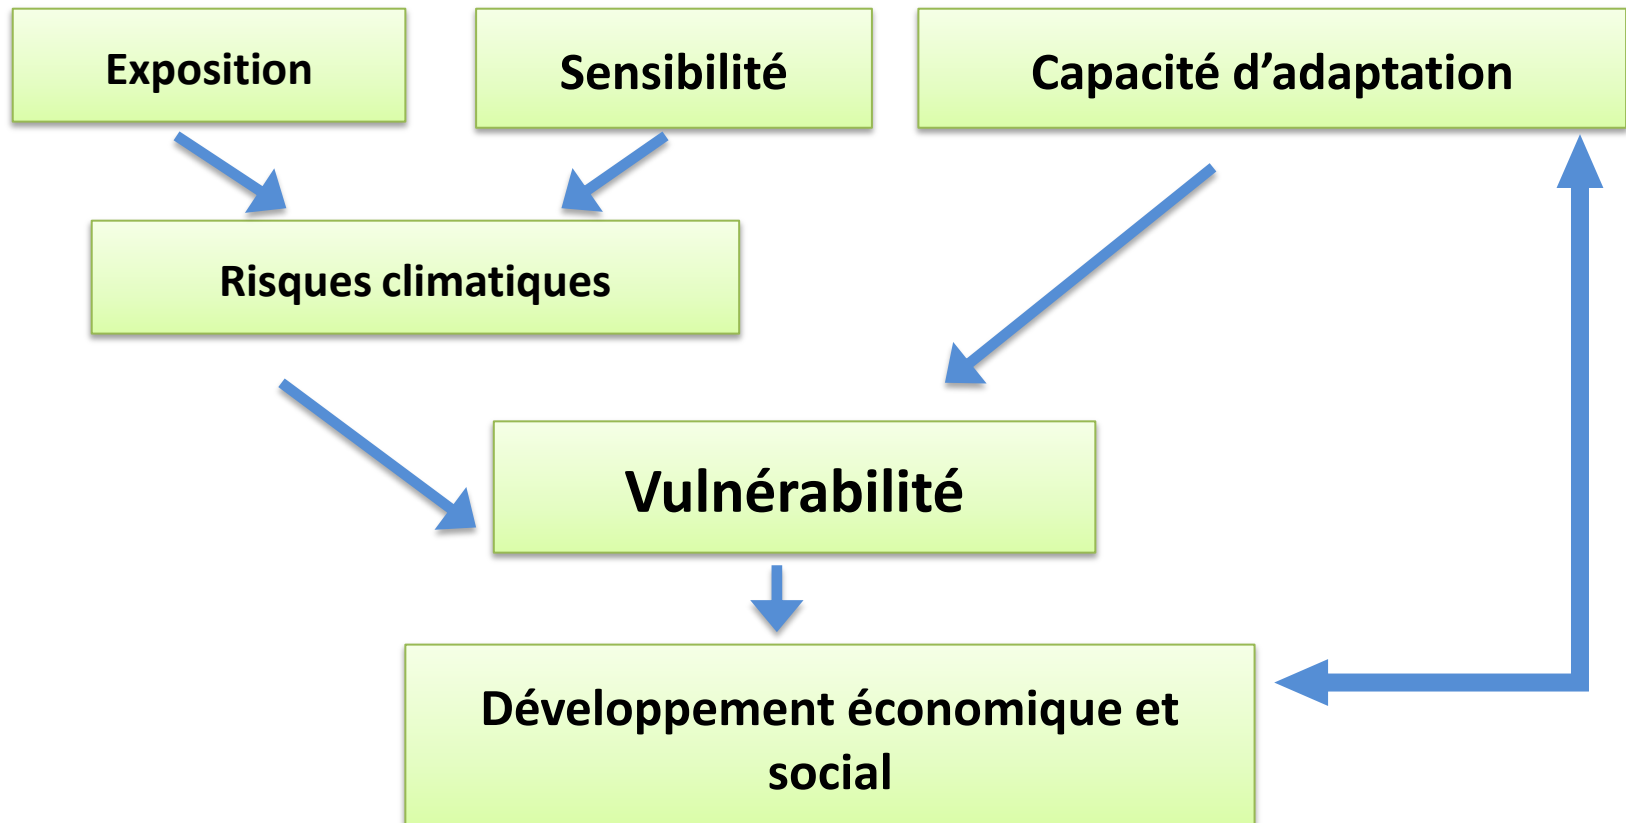 Exposition
Sensibilité
Capacité d’adaptation
Risques climatiques
Vulnérabilité
Développement économique et
social